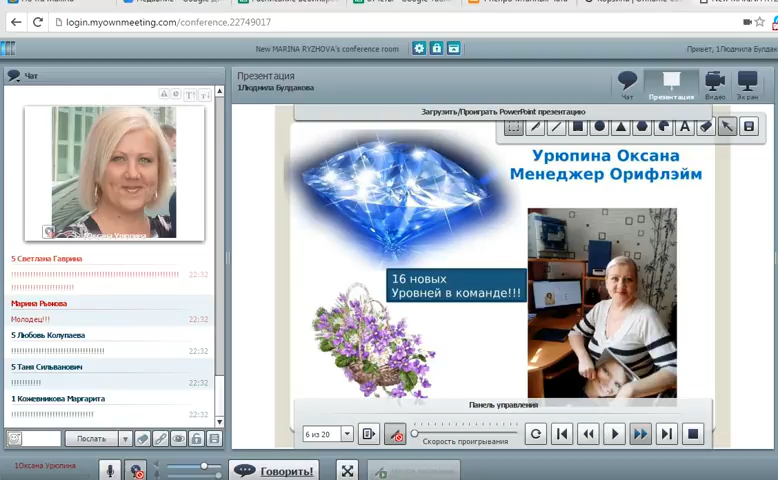 login.myownmeeting.com/conference.22749017
New MARINA RYZHOVA's conference room
Привет, 1Людмила Булдак
Чат
Презентация
1Людмила Булдакова
Чат
Презентация
Видео
Экран
Загрузить/Проиграть PowerPoint презентацию
Урюпина Оксана
Менеджер Орифлэйм
16 новых
Уровней в команде!!!
5 Светлана Гаврина
22:32
Марина Рыжова
Молодец!!!
22:32
5 Любовь Колупаева
22:32
5 Таня Сильванович
22:32
1 Кожевникова Маргарита
22:32
Послать
Панель управления
6 из 20
Скорость проигрывания
1Оксана Урюпина
Говорить!